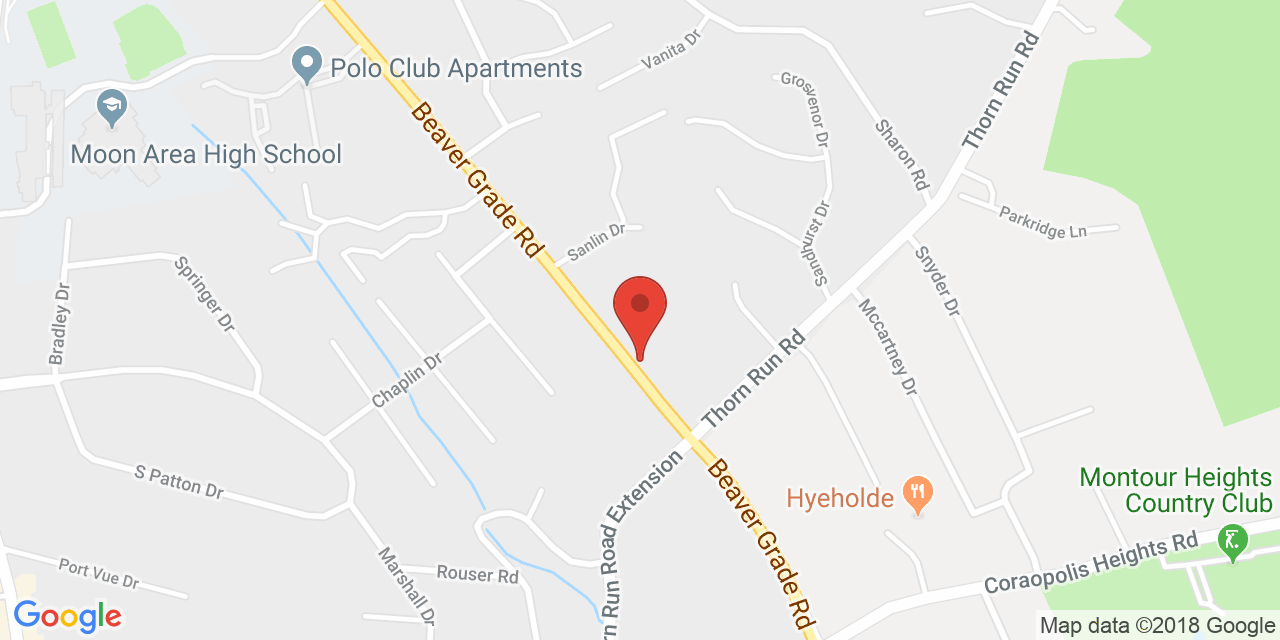 Vanita Dr
Polo Club Apartments
Thorn Run Rd
Grosvenor Dr
Beaver Grade Rd
Sharon Rd
Moon Area High School
Parkridge Ln
Sanlin Dr
Sandhurst Dr
Snyder Dr
Springer Dr
Bradley Dr
Mccartney Dr
Chaplin Dr
Thorn Run Rd
S Patton Dr
Hyeholde
Montour Heights
Country Club
Beaver Grade Rd
rn Run Road Extension
Coraopolis Heights Rd
Port Vue Dr
Rouser Rd
Marshall Dr
Google
Map data ©2018 Google